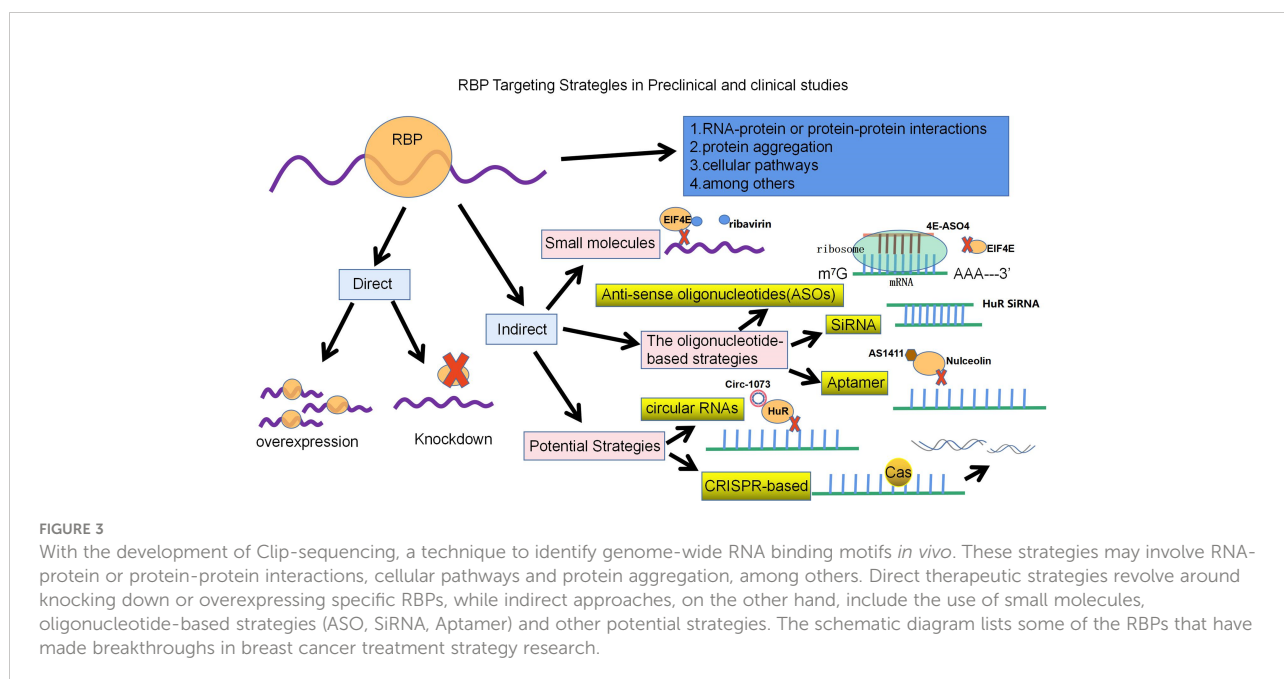 RBP Targeting Strategles in Preclinical and clinical studies
RBP
1.RNA-protein or protein-protein interactions
2.protein aggregation
3.cellular pathways
4.among others
Direct
Indirect
overexpression
Knockdown
Small molecules
EIF4E
ribavirin
4E-ASO4
ribosome
EIF4E
m⁷G
mRNA
AAA---3'
Anti-sense oligonucleotides(ASOs)
The oligonucleotide-
based strategies
SiRNA
HuR SiRNA
Aptamer
AS1411
Nulceolin
Potential Strategies
circular RNAs
Circ-1073
HuR
CRISPR-based
Cas
FIGURE 3
With the development of Clip-sequencing, a technique to identify genome-wide RNA binding motifs in vivo. These strategies may involve RNA-
protein or protein-protein interactions, cellular pathways and protein aggregation, among others. Direct therapeutic strategies revolve around
knocking down or overexpressing specific RBPs, while indirect approaches, on the other hand, include the use of small molecules,
oligonucleotide-based strategies (ASO, SiRNA, Aptamer) and other potential strategies. The schematic diagram lists some of the RBPs that have
made breakthroughs in breast cancer treatment strategy research.